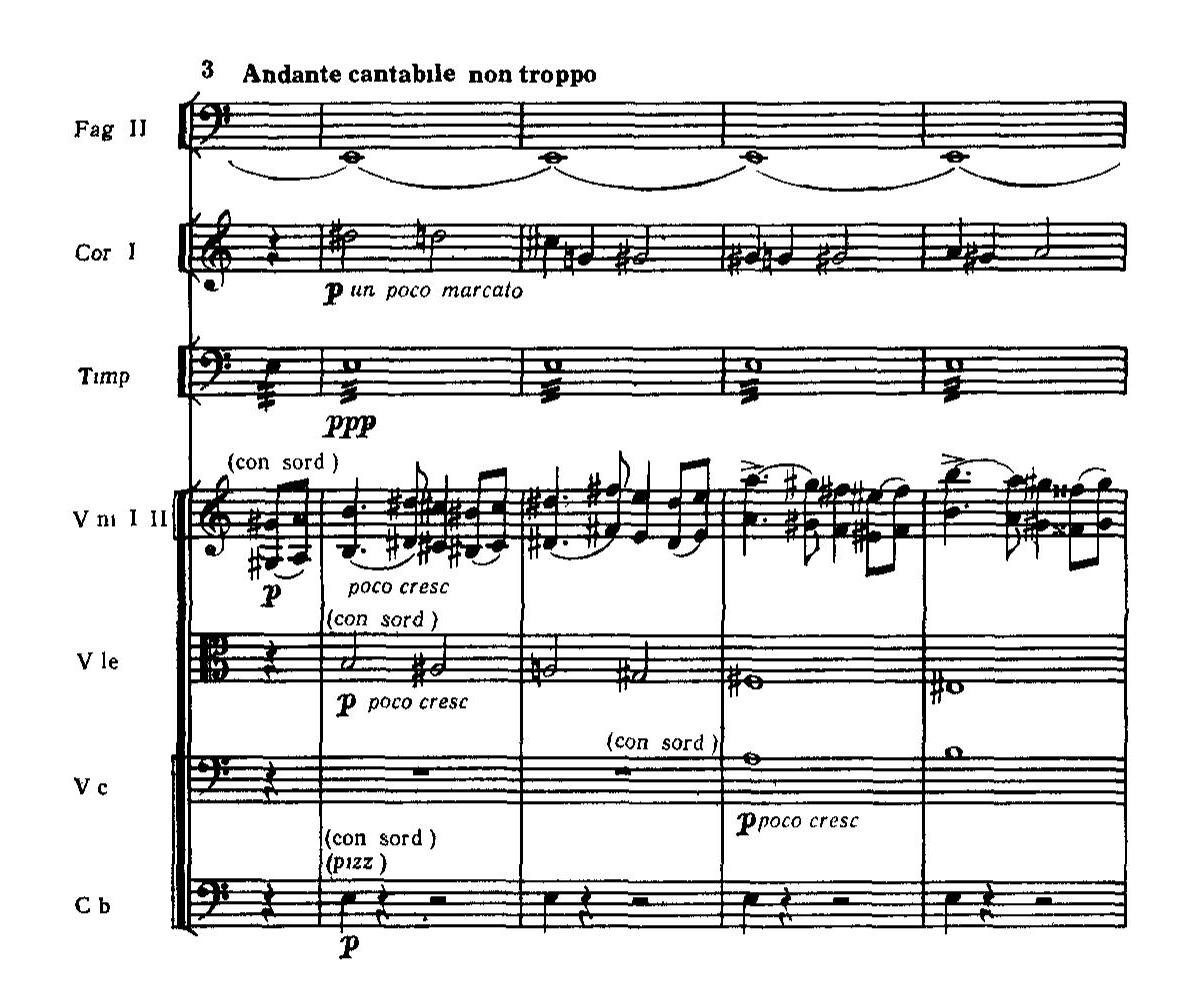 3 Andante cantabile non troppo
Fag II
Cor I
p un poco marcato
Timp
ppp
(con sord)
V ni I II
p
poco cresc
(con sord)
V le
p poco cresc
(con sord)
V c
p poco cresc
(con sord)
(pizz)
C b
p